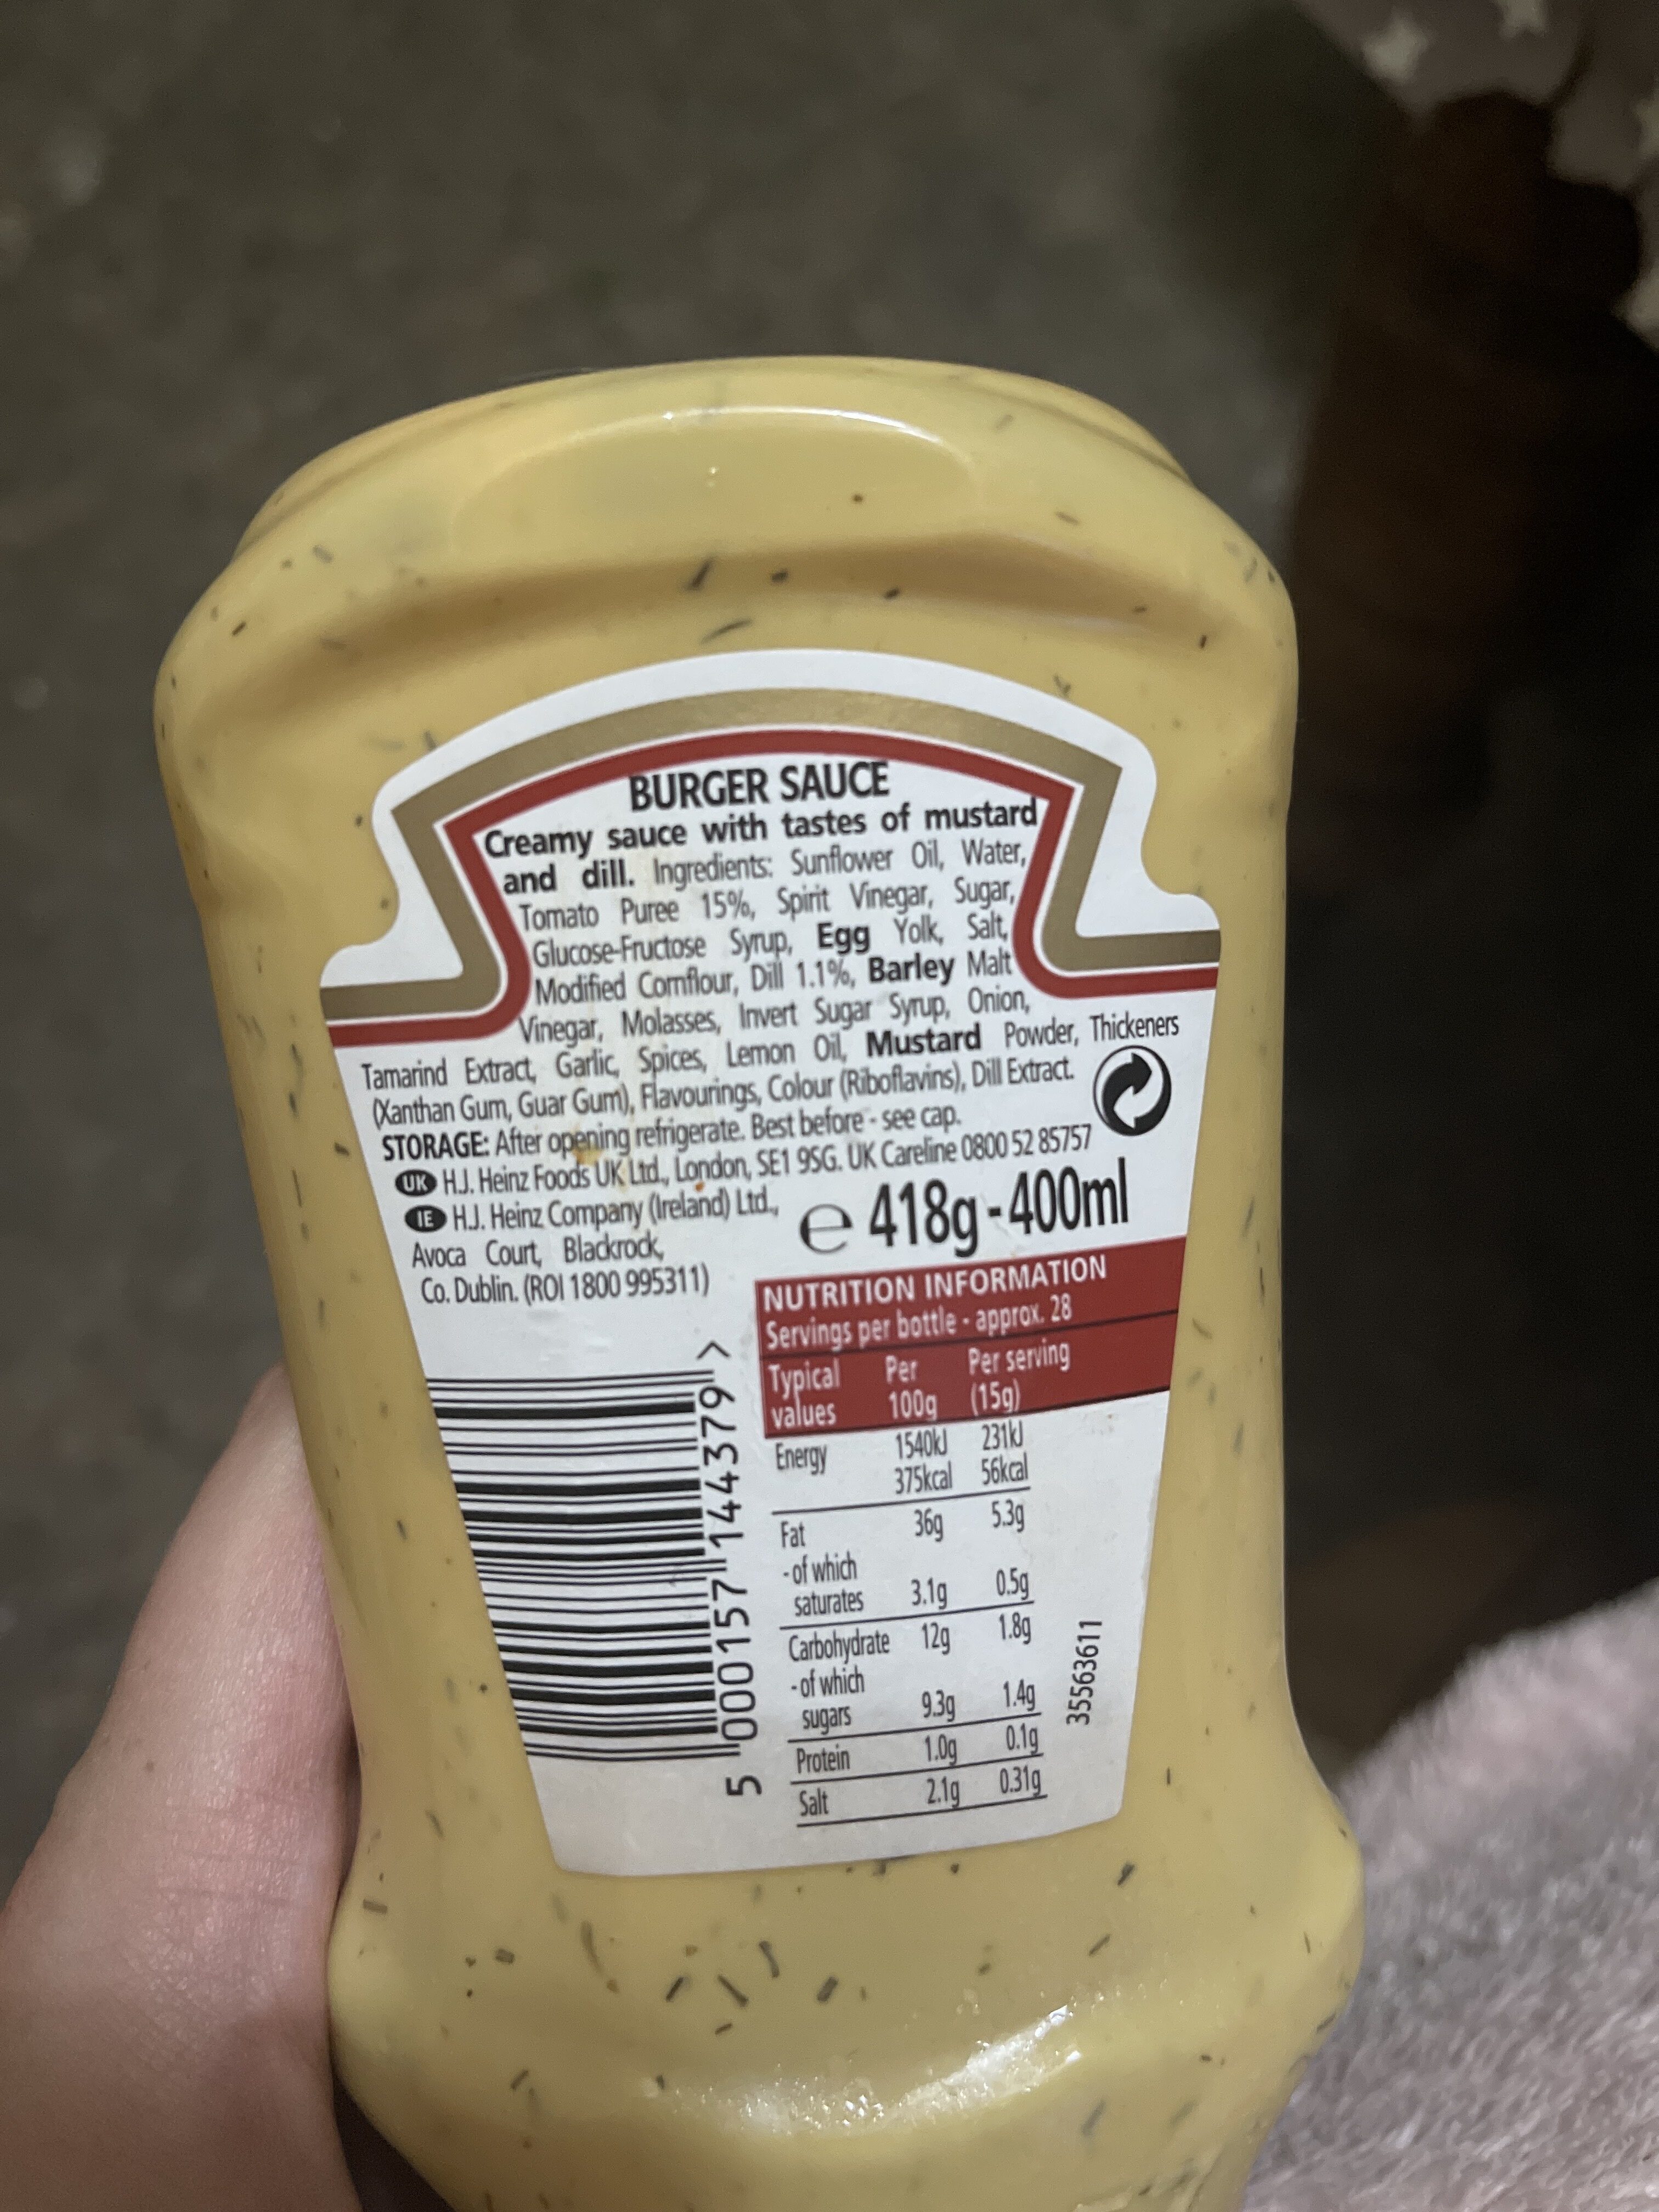 BURGER SAUCE
Creamy sauce with tastes of mustard
and dill. Ingredients: Sunflower Oil, Water,
Tomato Puree 15%, Spirit Vinegar, Sugar,
Glucose-Fructose Syrup, Egg Yolk, Salt,
Modified Cornflour, Dill 1.1%, Barley Malt
Vinegar, Molasses, Invert Sugar Syrup, Onion,
Tamarind Extract, Garlic, Spices, Lemon Oil, Mustard Powder, Thickeners
(Xanthan Gum, Guar Gum), Flavourings, Colour (Riboflavins), Dill Extract.
STORAGE: After opening refrigerate. Best before - see cap.
UK H.J. Heinz Foods UK Ltd., London, SE1 9SG. UK Careline 0800 52 85757
IE H.J. Heinz Company (Ireland) Ltd.,
Avoca Court, Blackrock,
Co. Dublin. (ROI 1800 995311)
e 418g - 400ml
NUTRITION INFORMATION
Servings per bottle - approx. 28
Typical Per Per serving
values 100g (15g)
Energy 1540kJ 231kJ
375kcal 56kcal
Fat 36g 5.3g
- of which
saturates 3.1g 0.5g
Carbohydrate 12g 1.8g
- of which
sugars 9.3g 1.4g
Protein 1.0g 0.1g
Salt 2.1g 0.31g
5 000157 144379 >
35563611